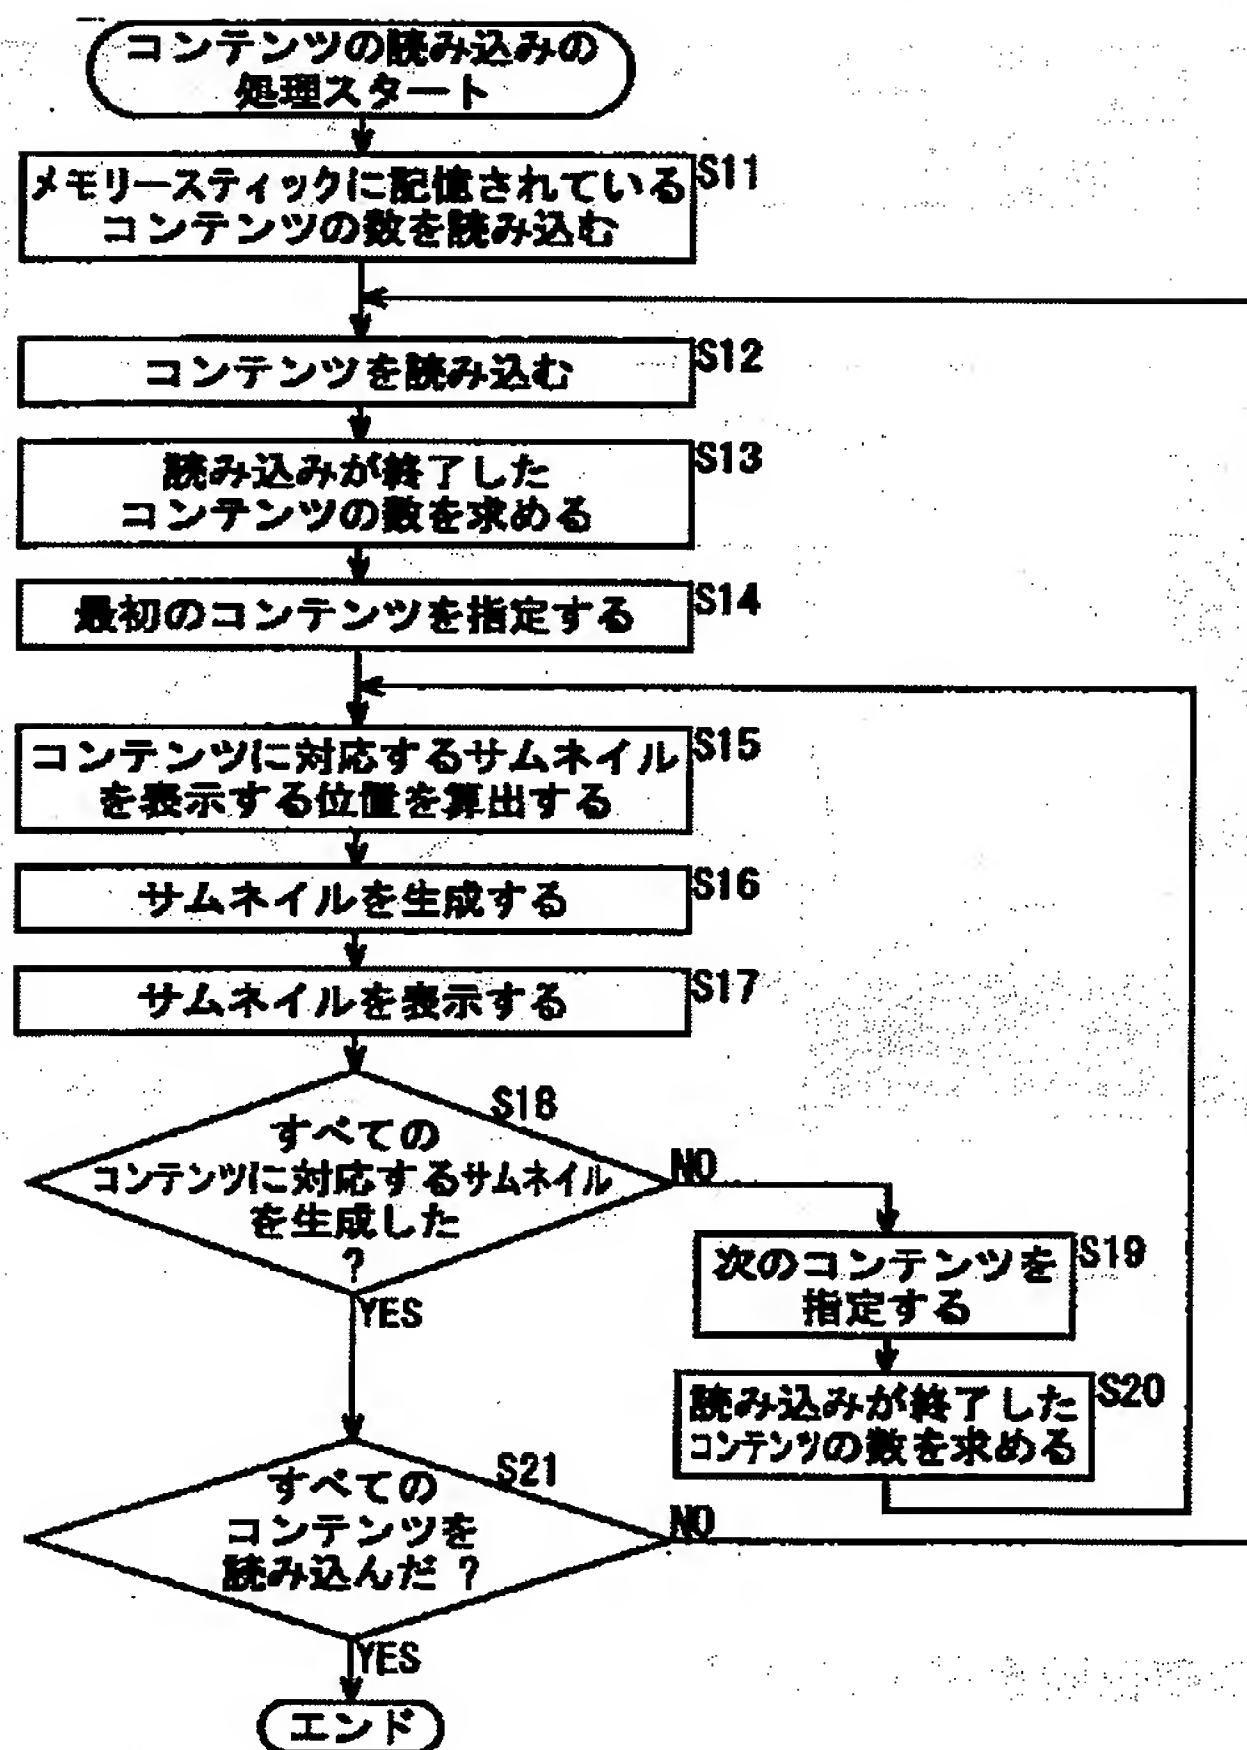 コンテンツの読み込みの
処理スタート
S11
メモリースティックに記憶されている
コンテンツの数を読み込む
S12
コンテンツを読み込む
S13
読み込みが終了した
コンテンツの数を求める
S14
最初のコンテンツを指定する
S15
コンテンツに対応するサムネイル
を表示する位置を算出する
S16
サムネイルを生成する
S17
サムネイルを表示する
S18
すべての
コンテンツに対応するサムネイル
を生成した
?
NO
YES
S19
次のコンテンツを
指定する
S20
読み込みが終了した
コンテンツの数を求める
S21
すべての
コンテンツを
読み込んだ ?
NO
YES
エンド